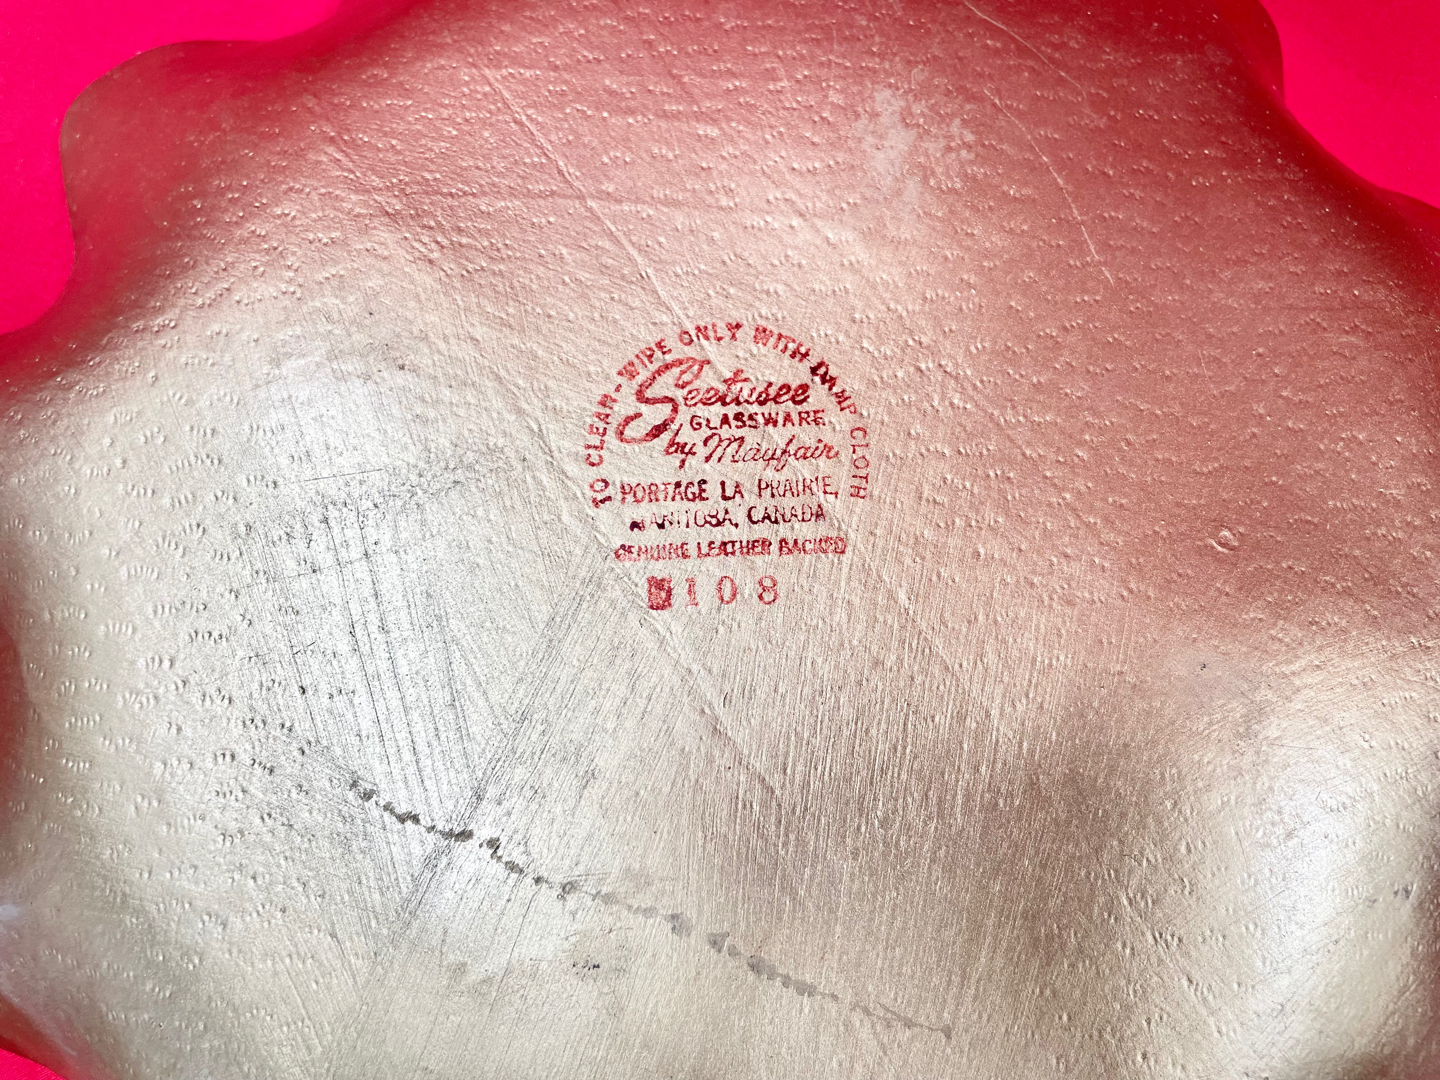 TO CLEAN-WIPE ONLY WITH DAMP CLOTH
Seetusee
GLASSWARE
by Mayfair
PORTAGE LA PRAIRIE,
MANITOBA, CANADA
GENUINE LEATHER BACKED
108